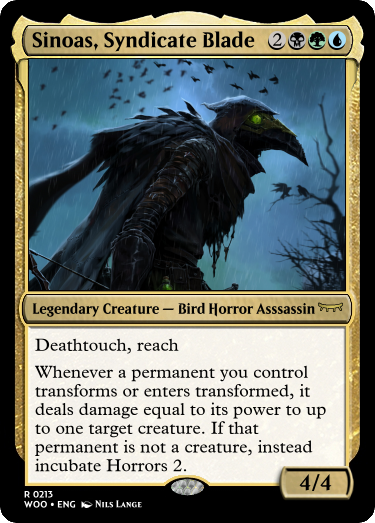 Sinoas, Syndicate Blade 2
Legendary Creature — Bird Horror Asssassin
Deathtouch, reach
Whenever a permanent you control
transforms or enters transformed, it
deals damage equal to its power to up
to one target creature. If that
permanent is not a creature, instead
incubate Horrors 2.
4/4
R 0213
WOO • ENG NILS LANGE